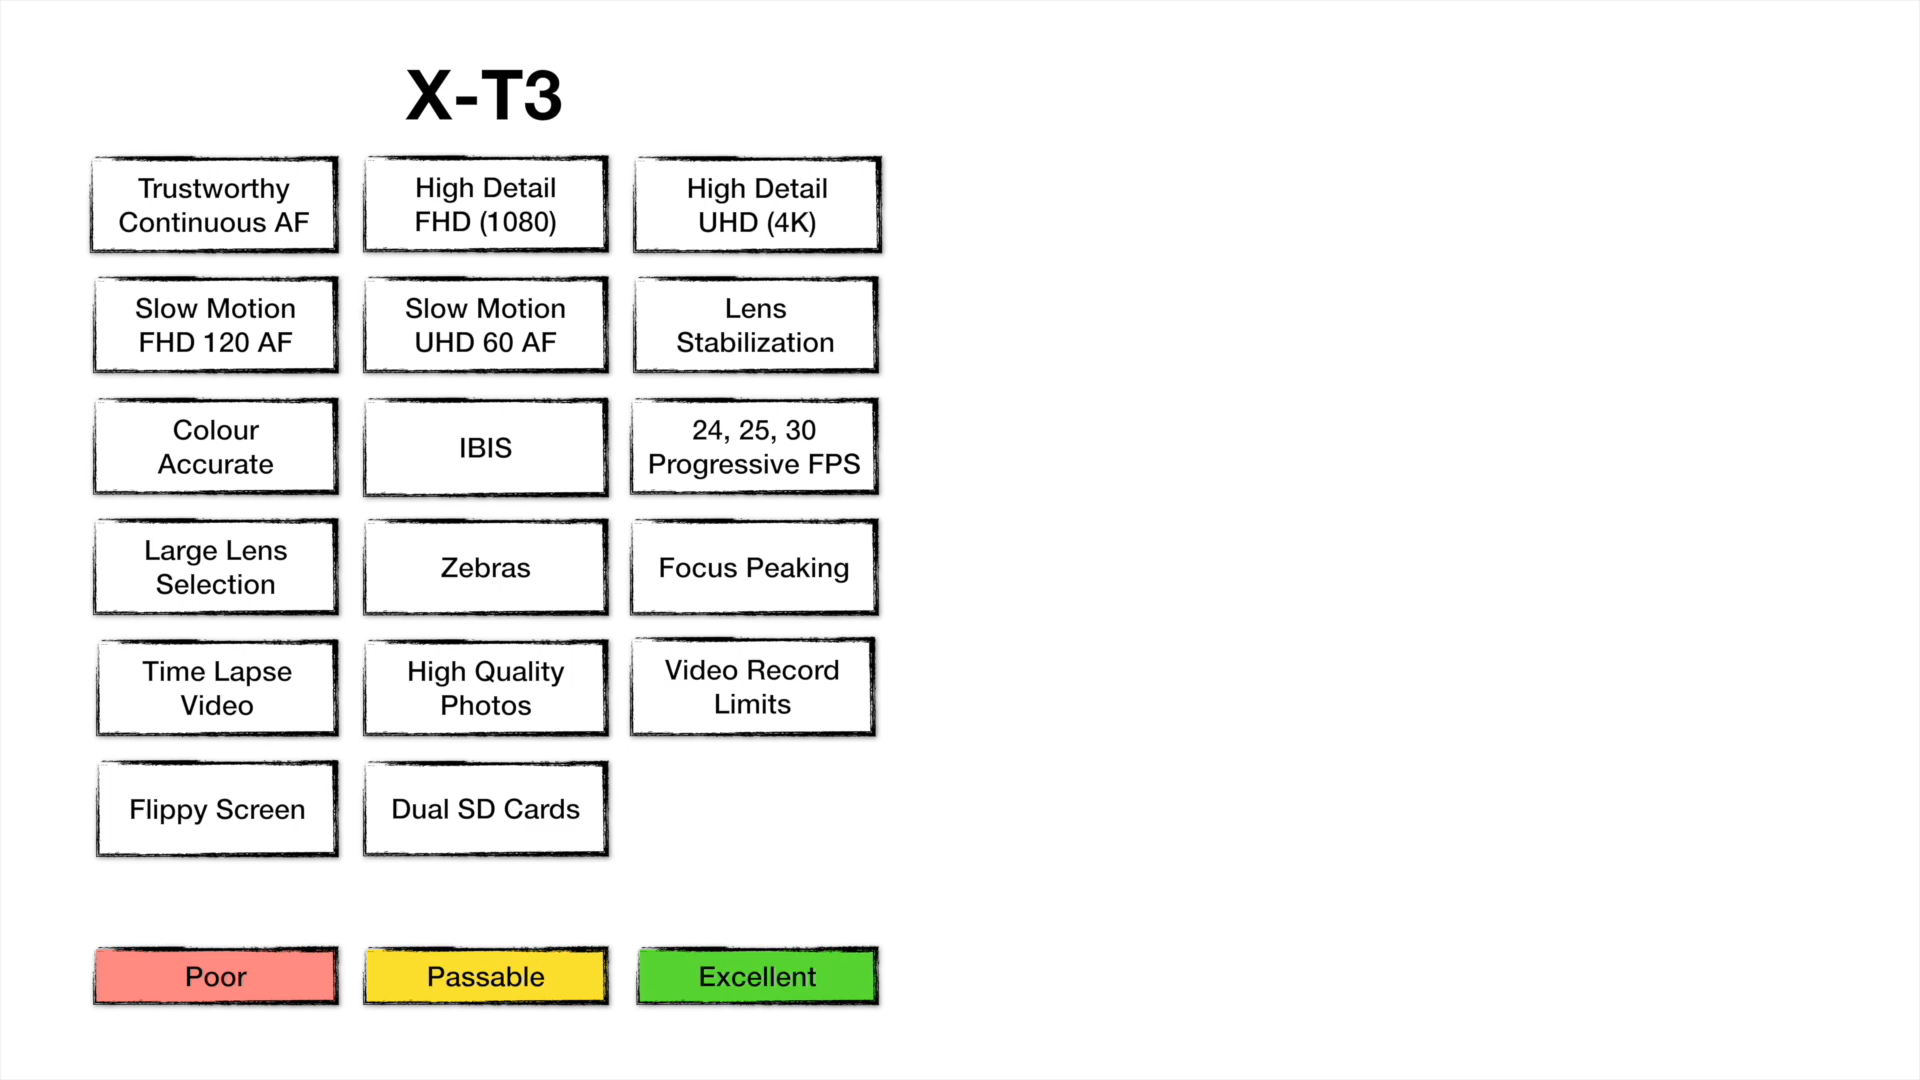 X-T3
Trustworthy
Continuous AF
High Detail
FHD (1080)
High Detail
UHD (4K)
Slow Motion
FHD 120 AF
Slow Motion
UHD 60 AF
Lens
Stabilization
Colour
Accurate
IBIS
24, 25, 30
Progressive FPS
Large Lens
Selection
Zebras
Focus Peaking
Time Lapse
Video
High Quality
Photos
Video Record
Limits
Flippy Screen
Dual SD Cards
Poor
Passable
Excellent